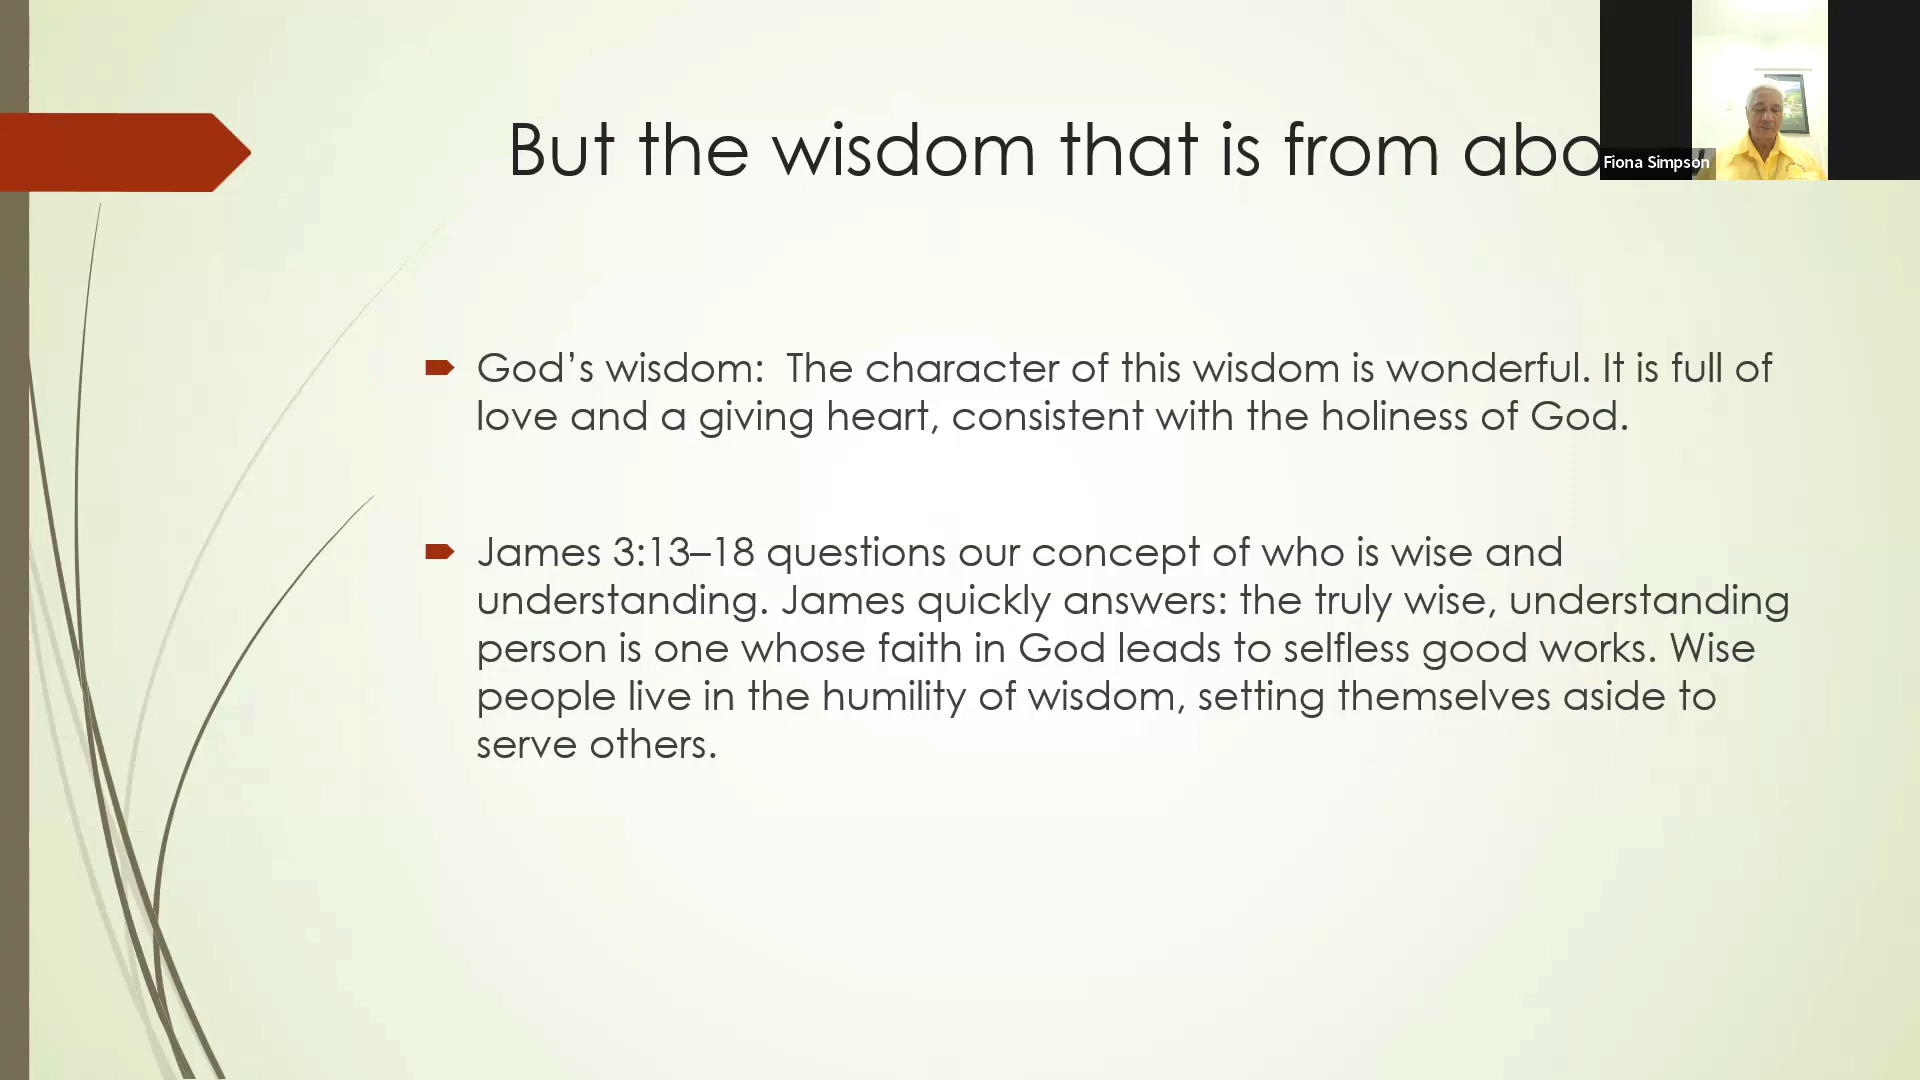 But the wisdom that is from abo
Fiona Simpson
God’s wisdom:  The character of this wisdom is wonderful. It is full of
love and a giving heart, consistent with the holiness of God.
James 3:13–18 questions our concept of who is wise and
understanding. James quickly answers: the truly wise, understanding
person is one whose faith in God leads to selfless good works. Wise
people live in the humility of wisdom, setting themselves aside to
serve others.